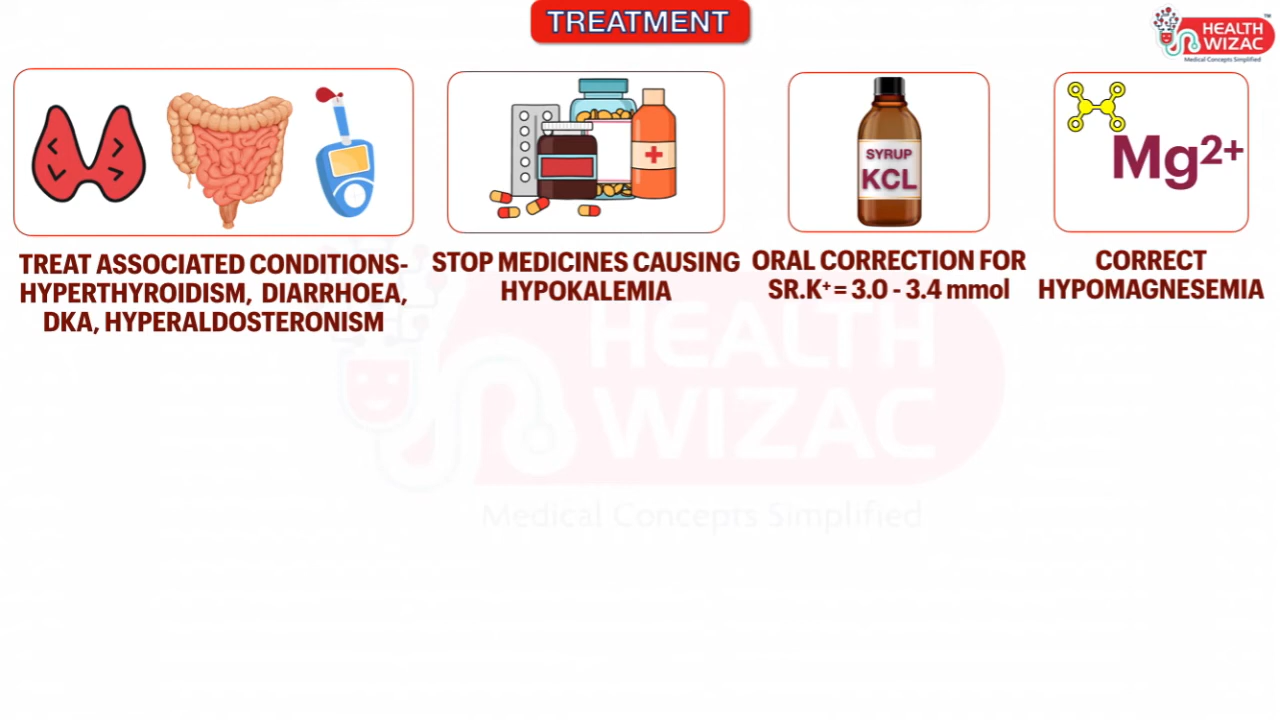 TREATMENT
HEALTH
WIZAC
™
Medical Concepts Simplified
SYRUP
KCL
Mg²⁺
TREAT ASSOCIATED CONDITIONS-
HYPERTHYROIDISM, DIARRHOEA,
DKA, HYPERALDOSTERONISM
STOP MEDICINES CAUSING
HYPOKALEMIA
ORAL CORRECTION FOR
SR.K⁺= 3.0 - 3.4 mmol
CORRECT
HYPOMAGNESEMIA
HEALTH
WIZAC
Medical Concepts Simplified